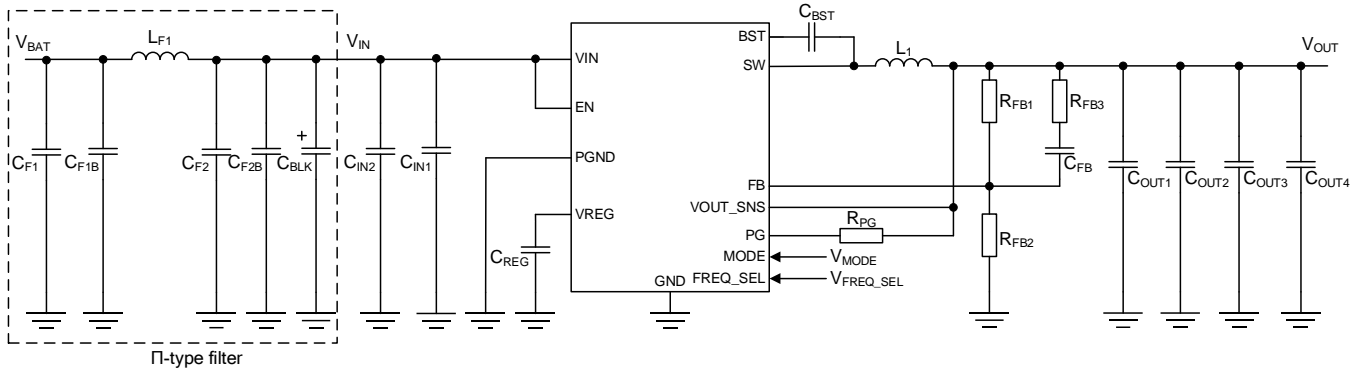 CBST
VBAT
LF1
VIN
BST
SW
L1
VOUT
VIN
EN
RFB1
RFB3
CF1
CF1B
CF2
CF2B
+
CBLK
CIN2
CIN1
PGND
CFB
COUT1
COUT2
COUT3
COUT4
FB
VOUT_SNS
VREG
RPG
PG
RFB2
CREG
MODE
VMODE
GND
FREQ_SEL
VFREQ_SEL
Π-type filter